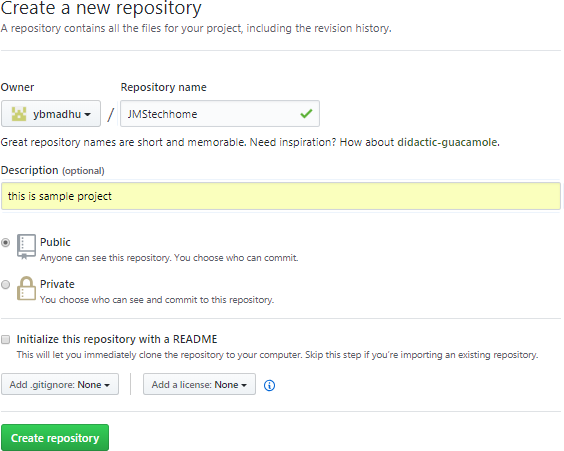 Create a new repository
A repository contains all the files for your project, including the revision history.
Owner
Repository name
ybmadhu
/
JMStechhome
Great repository names are short and memorable. Need inspiration? How about didactic-guacamole.
Description (optional)
this is sample project
Public
Anyone can see this repository. You choose who can commit.
Private
You choose who can see and commit to this repository.
Initialize this repository with a README
This will let you immediately clone the repository to your computer. Skip this step if you're importing an existing repository.
Add .gitignore: None
Add a license: None
Create repository